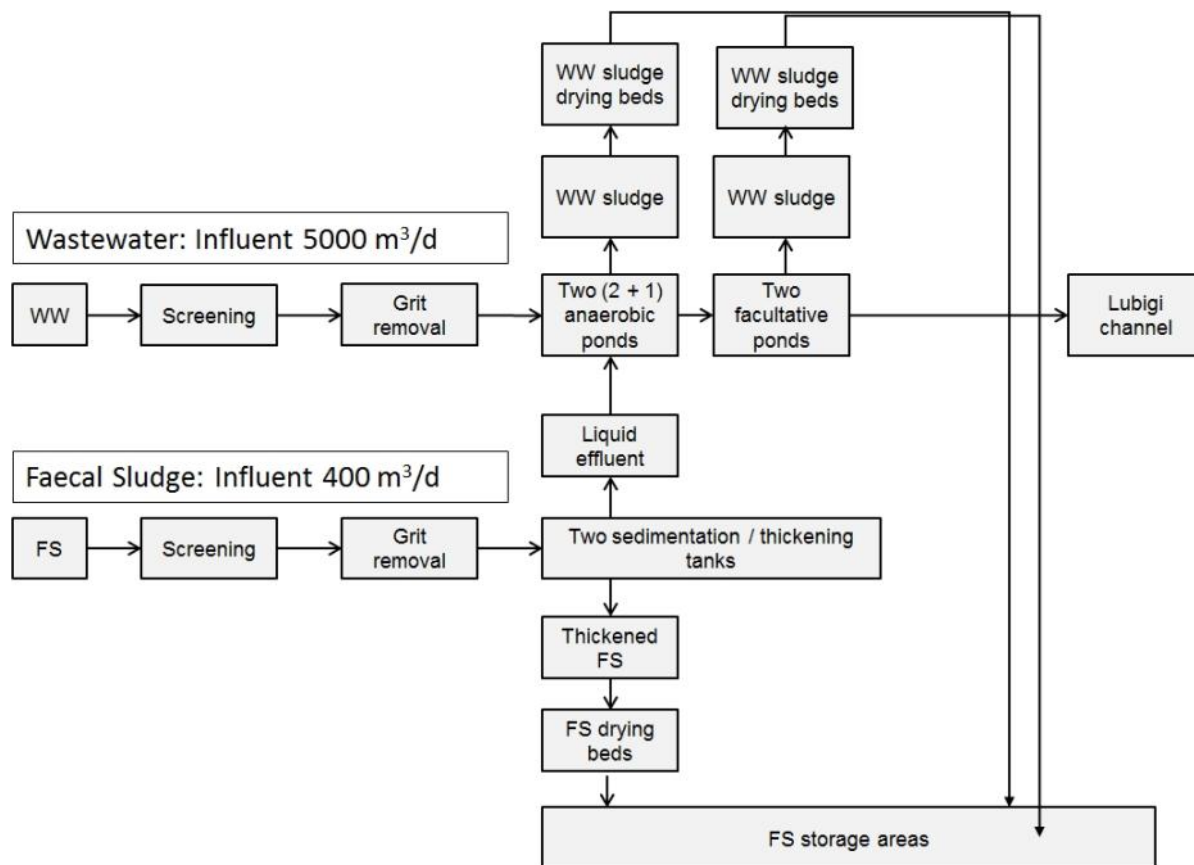 WW sludge
drying beds
WW sludge
drying beds
WW sludge
WW sludge
Wastewater: Influent 5000 m³/d
WW
Screening
Grit
removal
Two (2 + 1)
anaerobic
ponds
Two
facultative
ponds
Lubigi
channel
Liquid
effluent
Faecal Sludge: Influent 400 m³/d
FS
Screening
Grit
removal
Two sedimentation / thickening
tanks
Thickened
FS
FS drying
beds
FS storage areas